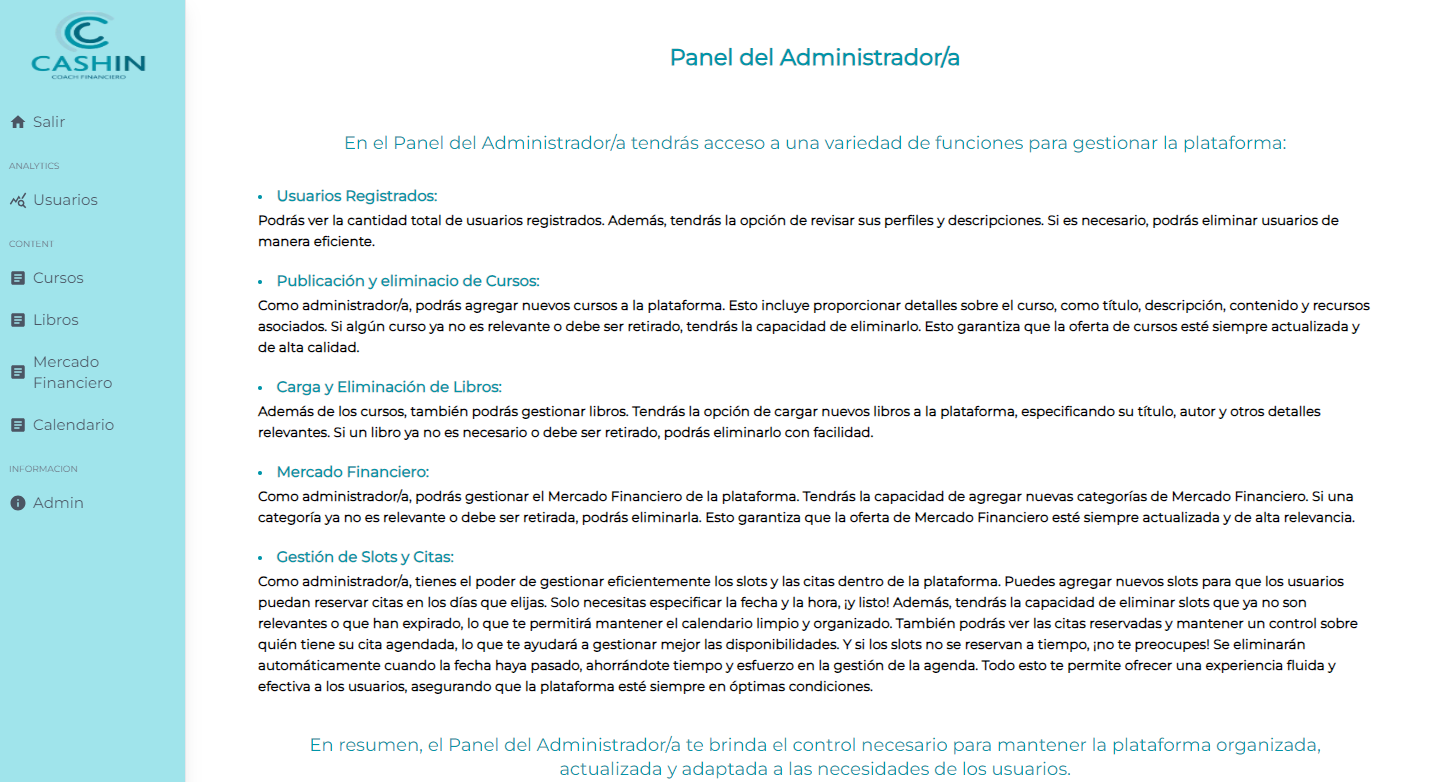 CASHIN
COACH FINANCIERO
Salir
ANALYTICS
Usuarios
CONTENT
Cursos
Libros
Mercado
Financiero
Calendario
INFORMACION
Admin
Panel del Administrador/a
En el Panel del Administrador/a tendrás acceso a una variedad de funciones para gestionar la plataforma:
• Usuarios Registrados:
Podrás ver la cantidad total de usuarios registrados. Además, tendrás la opción de revisar sus perfiles y descripciones. Si es necesario, podrás eliminar usuarios de
manera eficiente.
• Publicación y eliminacio de Cursos:
Como administrador/a, podrás agregar nuevos cursos a la plataforma. Esto incluye proporcionar detalles sobre el curso, como título, descripción, contenido y recursos
asociados. Si algún curso ya no es relevante o debe ser retirado, tendrás la capacidad de eliminarlo. Esto garantiza que la oferta de cursos esté siempre actualizada y
de alta calidad.
• Carga y Eliminación de Libros:
Además de los cursos, también podrás gestionar libros. Tendrás la opción de cargar nuevos libros a la plataforma, especificando su título, autor y otros detalles
relevantes. Si un libro ya no es necesario o debe ser retirado, podrás eliminarlo con facilidad.
• Mercado Financiero:
Como administrador/a, podrás gestionar el Mercado Financiero de la plataforma. Tendrás la capacidad de agregar nuevas categorías de Mercado Financiero. Si una
categoría ya no es relevante o debe ser retirada, podrás eliminarla. Esto garantiza que la oferta de Mercado Financiero esté siempre actualizada y de alta relevancia.
• Gestión de Slots y Citas:
Como administrador/a, tienes el poder de gestionar eficientemente los slots y las citas dentro de la plataforma. Puedes agregar nuevos slots para que los usuarios
puedan reservar citas en los días que elijas. Solo necesitas especificar la fecha y la hora, ¡y listo! Además, tendrás la capacidad de eliminar slots que ya no son
relevantes o que han expirado, lo que te permitirá mantener el calendario limpio y organizado. También podrás ver las citas reservadas y mantener un control sobre
quién tiene su cita agendada, lo que te ayudará a gestionar mejor las disponibilidades. Y si los slots no se reservan a tiempo, ¡no te preocupes! Se eliminarán
automáticamente cuando la fecha haya pasado, ahorrándote tiempo y esfuerzo en la gestión de la agenda. Todo esto te permite ofrecer una experiencia fluida y
efectiva a los usuarios, asegurando que la plataforma esté siempre en óptimas condiciones.
En resumen, el Panel del Administrador/a te brinda el control necesario para mantener la plataforma organizada,
actualizada y adaptada a las necesidades de los usuarios.